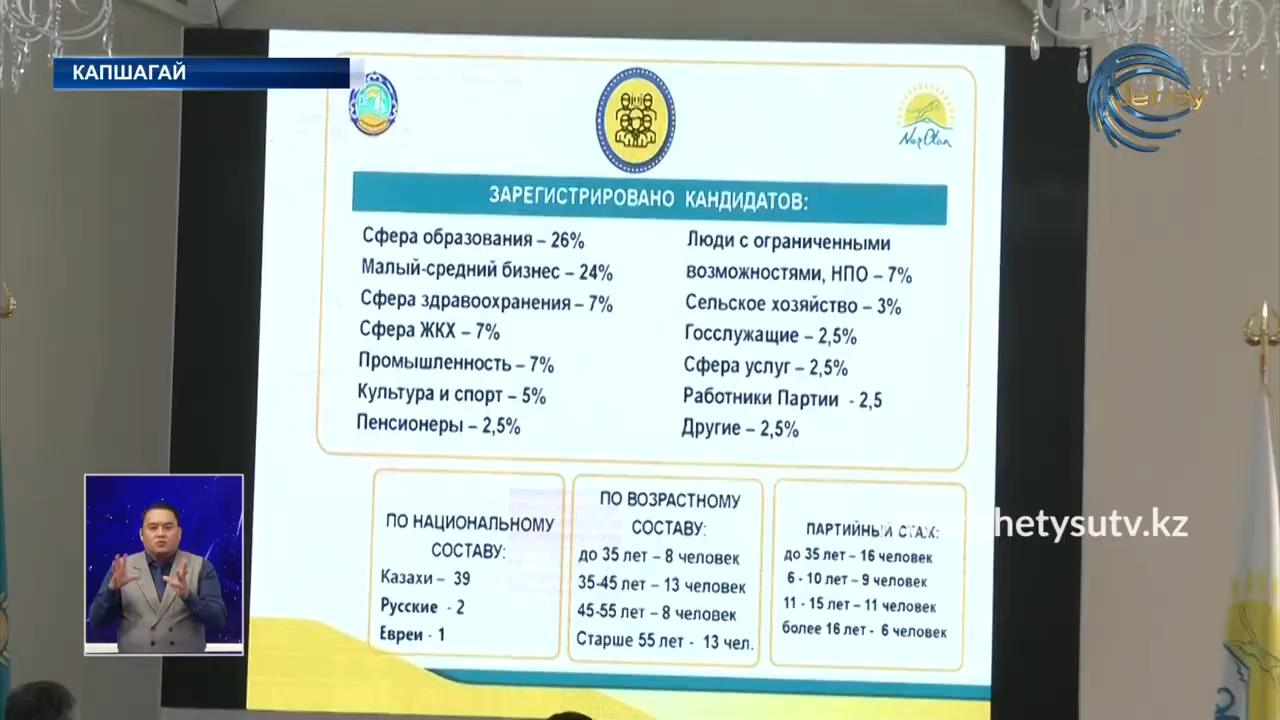 КАПШАГАЙ
Jetisý
Nur Otan
ЗАРЕГИСТРИРОВАНО КАНДИДАТОВ:
Сфера образования – 26%
Малый-средний бизнес – 24%
Сфера здравоохранения – 7%
Сфера ЖКХ – 7%
Промышленность – 7%
Культура и спорт – 5%
Пенсионеры – 2,5%
Люди с ограниченными
возможностями, НПО – 7%
Сельское хозяйство – 3%
Госслужащие – 2,5%
Сфера услуг – 2,5%
Работники Партии - 2,5
Другие – 2,5%
ПО НАЦИОНАЛЬНОМУ
СОСТАВУ:
Казахи – 39
Русские - 2
Евреи - 1
ПО ВОЗРАСТНОМУ
СОСТАВУ:
до 35 лет – 8 человек
35-45 лет – 13 человек
45-55 лет – 8 человек
Старше 55 лет - 13 чел.
ПАРТИЙНЫЙ СТАЖ:
до 35 лет – 16 человек
6 - 10 лет – 9 человек
11 - 15 лет – 11 человек
более 16 лет - 6 человек
hetysutv.kz